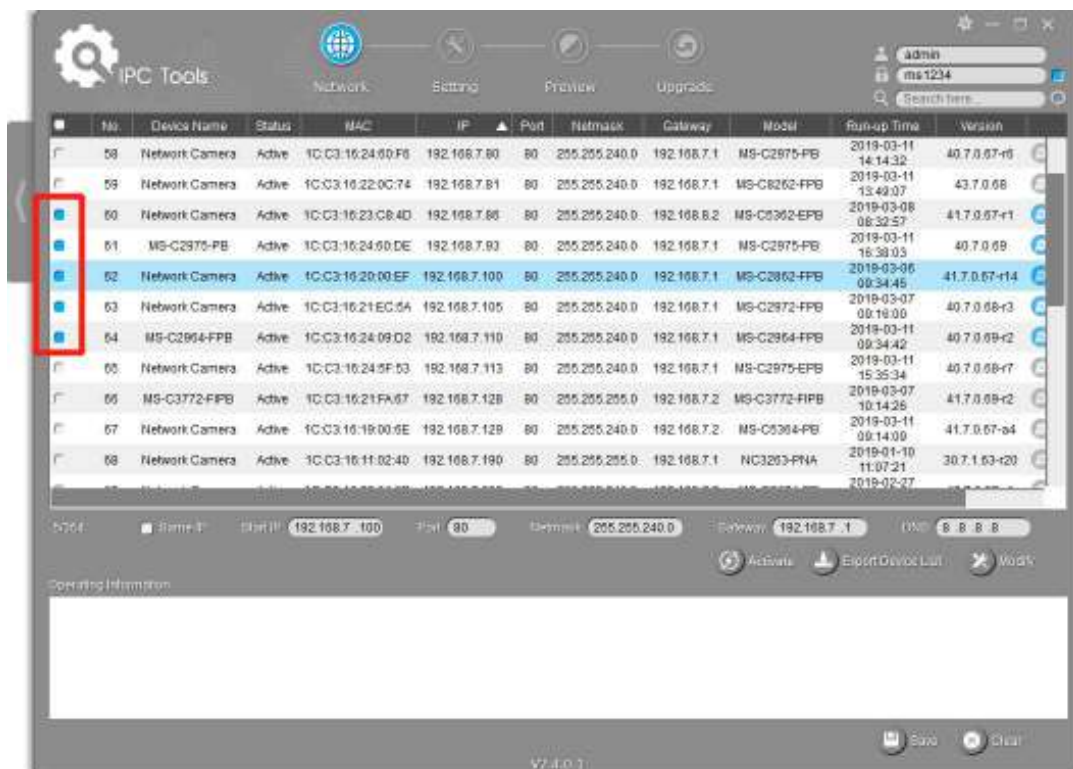 IPC Tools
Network
Setting
Preview
Upgrade
admin
ms1234
Search here...
No. Device Name Status MAC IP Port Netmask Gateway Model Run-up Time Version
58 Network Camera Active 1C:C3:16:24:60:F6 192.168.7.80 80 255.255.240.0 192.168.7.1 MS-C2975-PB 2019-03-11 14:14:32 40.7.0.67-r6
59 Network Camera Active 1C:C3:16:22:0C:74 192.168.7.81 80 255.255.240.0 192.168.7.1 MS-C8262-FPB 2019-03-11 13:49:07 43.7.0.68
60 Network Camera Active 1C:C3:16:23:C8:4D 192.168.7.86 80 255.255.240.0 192.168.8.2 MS-C5362-EPB 2019-03-08 08:32:57 41.7.0.67-r1
61 MS-C2975-PB Active 1C:C3:16:24:60:DE 192.168.7.93 80 255.255.240.0 192.168.7.1 MS-C2975-PB 2019-03-11 16:38:03 40.7.0.69
62 Network Camera Active 1C:C3:16:20:00:EF 192.168.7.100 80 255.255.240.0 192.168.7.1 MS-C2862-FPB 2019-03-06 09:34:45 41.7.0.67-r14
63 Network Camera Active 1C:C3:16:21:EC:5A 192.168.7.105 80 255.255.240.0 192.168.7.1 MS-C2972-FPB 2019-03-07 09:16:00 40.7.0.68-r3
64 MS-C2964-FPB Active 1C:C3:16:24:09:D2 192.168.7.110 80 255.255.240.0 192.168.7.1 MS-C2964-FPB 2019-03-11 09:34:42 40.7.0.69-r2
65 Network Camera Active 1C:C3:16:24:5F:53 192.168.7.113 80 255.255.240.0 192.168.7.1 MS-C2975-EPB 2019-03-11 15:35:34 40.7.0.68-r7
66 MS-C3772-FIPB Active 1C:C3:16:21:FA:67 192.168.7.128 80 255.255.255.0 192.168.7.2 MS-C3772-FIPB 2019-03-07 10:14:26 41.7.0.68-r2
67 Network Camera Active 1C:C3:16:19:00:6E 192.168.7.129 80 255.255.240.0 192.168.7.2 MS-C5364-PB 2019-03-11 09:14:09 41.7.0.67-a4
68 Network Camera Active 1C:C3:16:11:02:40 192.168.7.190 80 255.255.255.0 192.168.7.1 NC3263-PNA 2019-01-10 11:07:21 30.7.1.63-r20
2019-02-27
Same IP Start IP 192.168.7.100 Port 80 Netmask 255.255.240.0 Gateway 192.168.7.1 DNS 8.8.8.8
Activate Export Device List Modify
Operating Information
Save Clear
V2.4.0.1